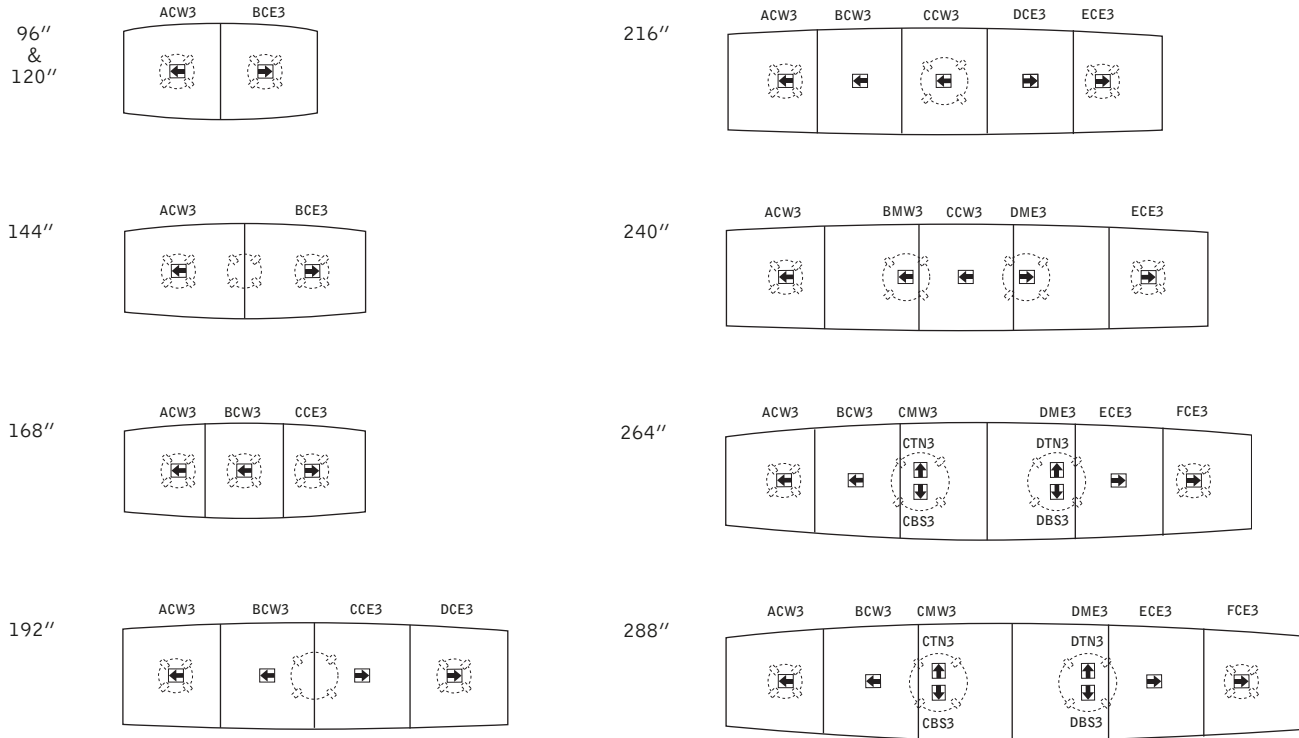 96″
&
120″
ACW3 BCE3
144″
ACW3 BCE3
168″
ACW3 BCW3 CCE3
192″
ACW3 BCW3 CCE3 DCE3
216″
ACW3 BCW3 CCW3 DCE3 ECE3
240″
ACW3 BMW3 CCW3 DME3 ECE3
264″
ACW3 BCW3 CMW3 DME3 ECE3 FCE3
CTN3 DTN3
CBS3 DBS3
288″
ACW3 BCW3 CMW3 DME3 ECE3 FCE3
CTN3 DTN3
CBS3 DBS3